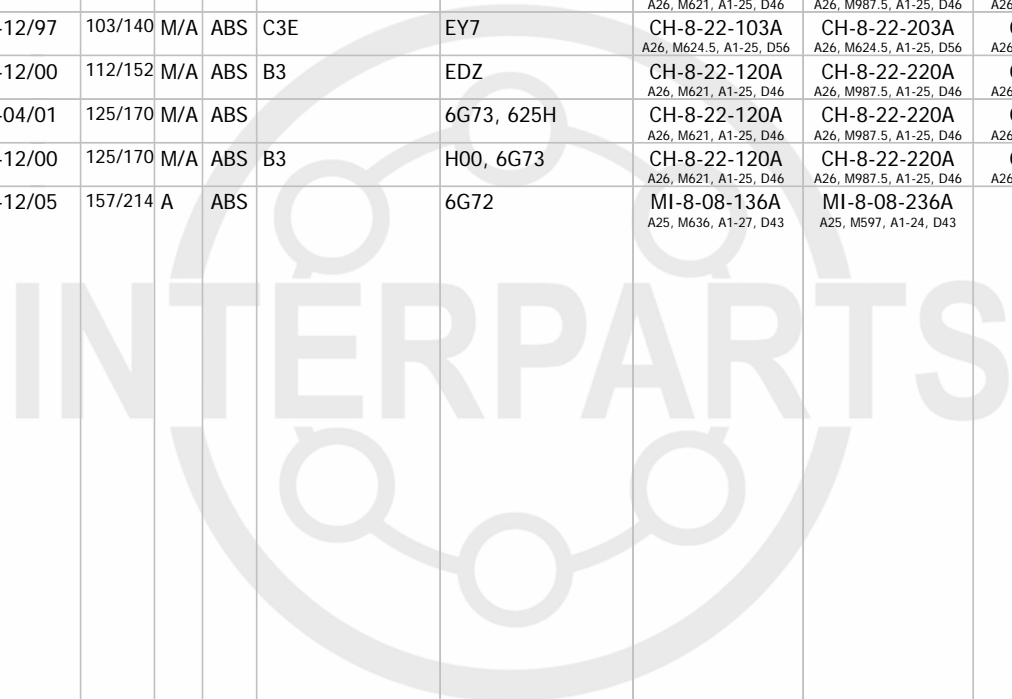 A26, M621, A1-25, D46 A26, M987.5, A1-25, D46 A26
-12/97 103/140 M/A ABS C3E EY7 CH-8-22-103A CH-8-22-203A
A26, M624.5, A1-25, D56 A26, M624.5, A1-25, D56 A26
-12/00 112/152 M/A ABS B3 EDZ CH-8-22-120A CH-8-22-220A
A26, M621, A1-25, D46 A26, M987.5, A1-25, D46 A26
-04/01 125/170 M/A ABS 6G73, 625H CH-8-22-120A CH-8-22-220A
A26, M621, A1-25, D46 A26, M987.5, A1-25, D46 A26
-12/00 125/170 M/A ABS B3 H00, 6G73 CH-8-22-120A CH-8-22-220A
A26, M621, A1-25, D46 A26, M987.5, A1-25, D46 A26
-12/05 157/214 A ABS 6G72 MI-8-08-136A MI-8-08-236A
A25, M636, A1-27, D43 A25, M597, A1-24, D43
INTERPARTS